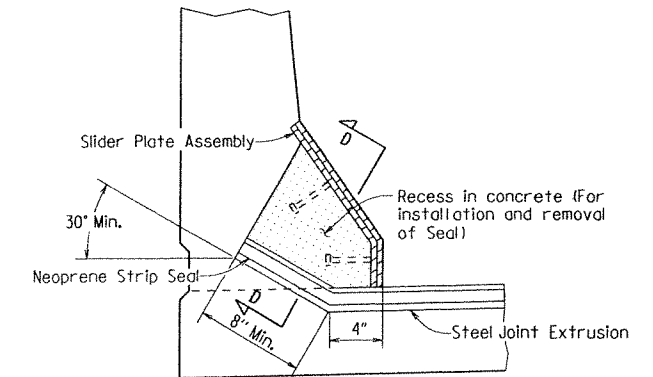 Slider Plate Assembly
D
Recess in concrete (For
installation and removal
of Seal)
30° Min.
Neoprene Strip Seal
D
8" Min.
4"
Steel Joint Extrusion